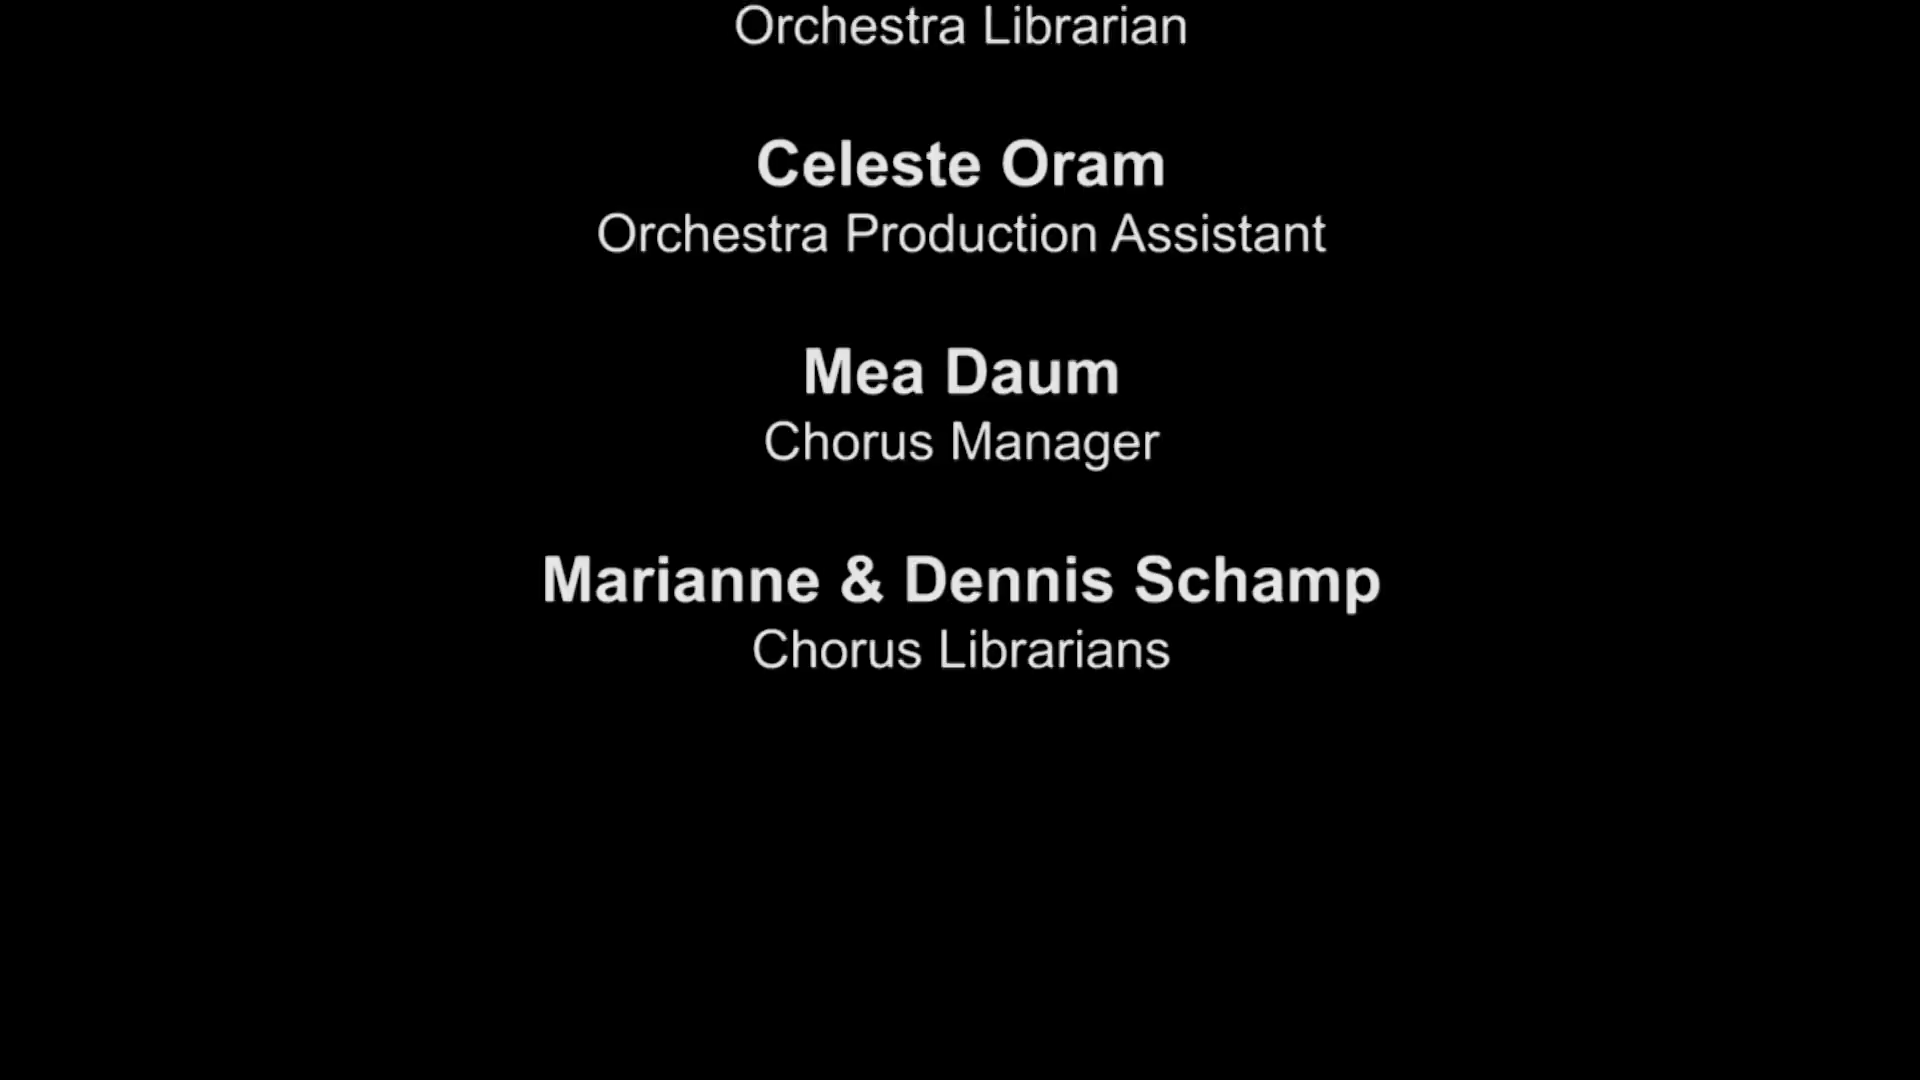 Orchestra Librarian
Celeste Oram
Orchestra Production Assistant
Mea Daum
Chorus Manager
Marianne & Dennis Schamp
Chorus Librarians